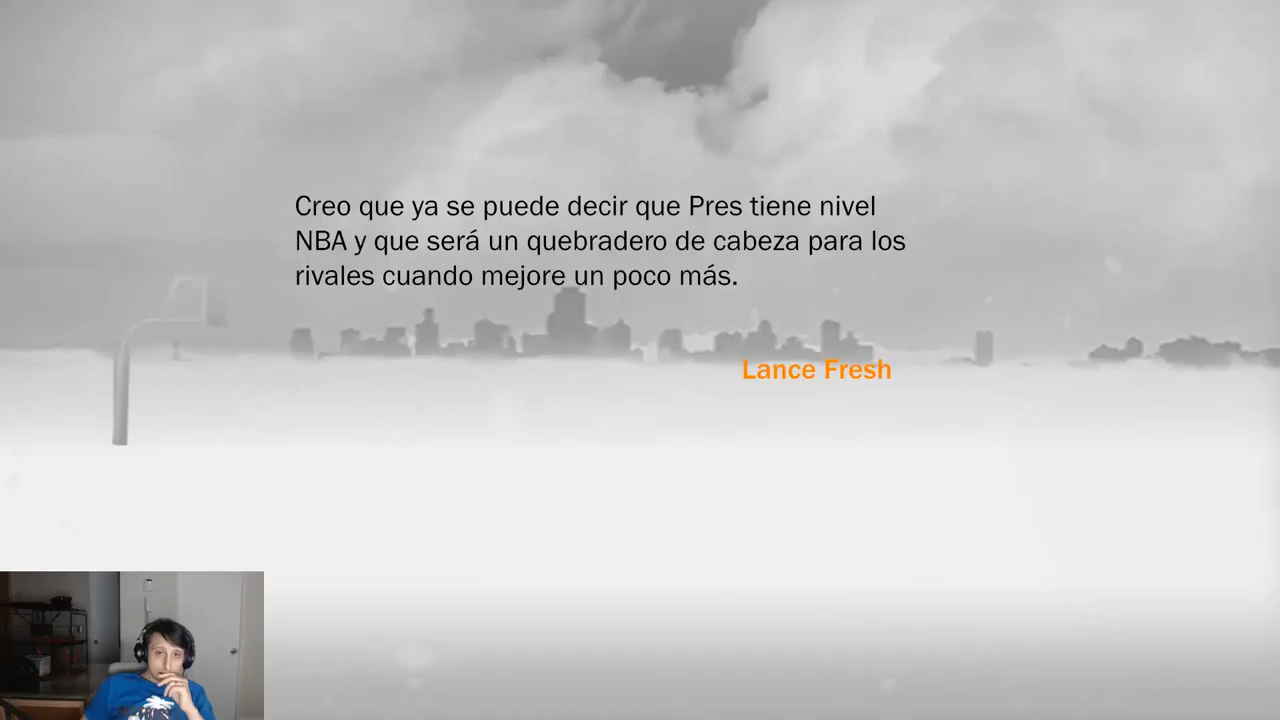 Creo que ya se puede decir que Pres tiene nivel
NBA y que será un quebradero de cabeza para los
rivales cuando mejore un poco más.
Lance Fresh